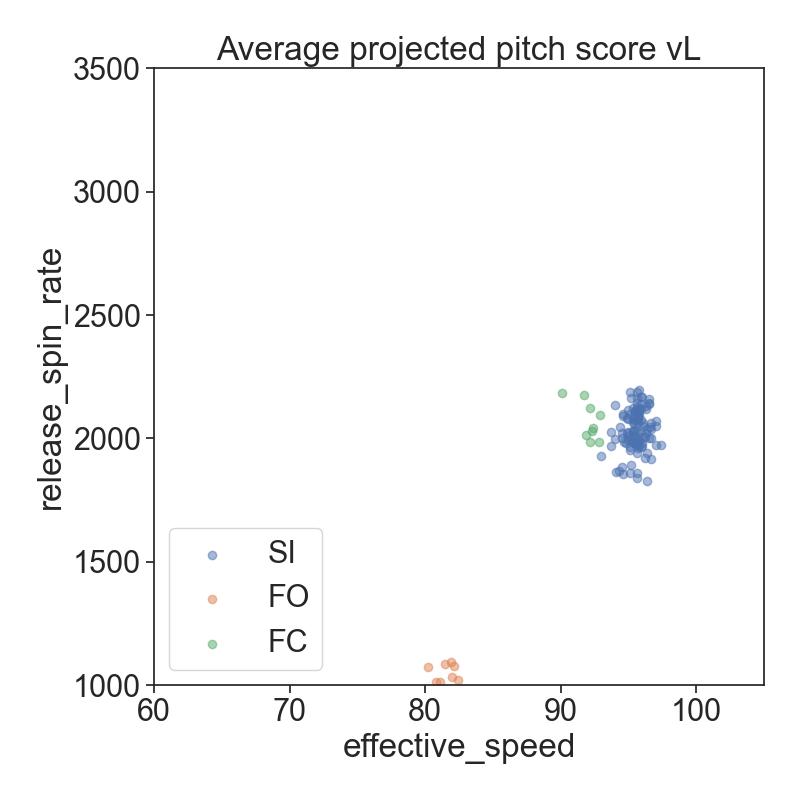 Average projected pitch score vL
release_spin_rate
3500
3000
2500
2000
1500
1000
SI
FO
FC
60 70 80 90 100
effective_speed